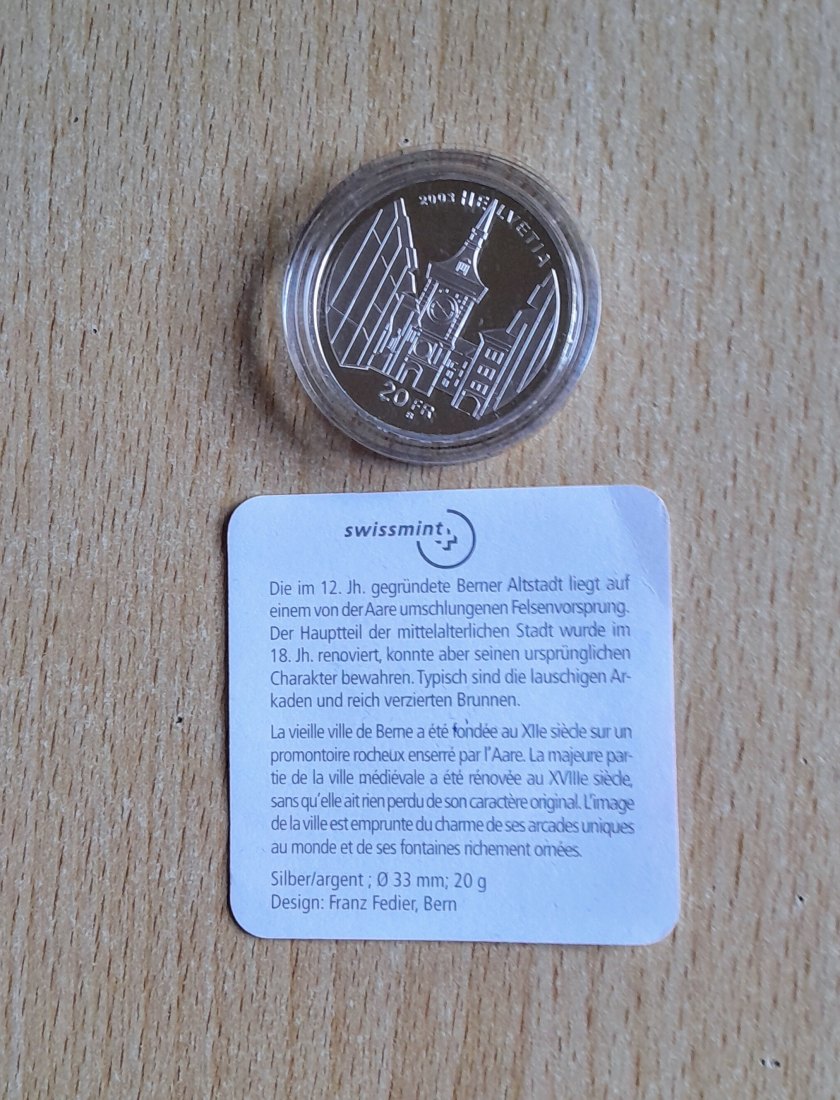 2003 HELVETIA
20 FR
B
swissmint
Die im 12. Jh. gegründete Berner Altstadt liegt auf
einem von der Aare umschlungenen Felsenvorsprung.
Der Hauptteil der mittelalterlichen Stadt wurde im
18. Jh. renoviert, konnte aber seinen ursprünglichen
Charakter bewahren. Typisch sind die lauschigen Ar-
kaden und reich verzierten Brunnen.
La vieille ville de Berne a été fondée au XIIe siècle sur un
promontoire rocheux enserré par l'Aare. La majeure par-
tie de la ville médiévale a été rénovée au XVIIIe siècle,
sans qu'elle ait rien perdu de son caractère original. L'image
de la ville est emprunte du charme de ses arcades uniques
au monde et de ses fontaines richement ornées.
Silber/argent ; Ø 33 mm; 20 g
Design: Franz Fedier, Bern